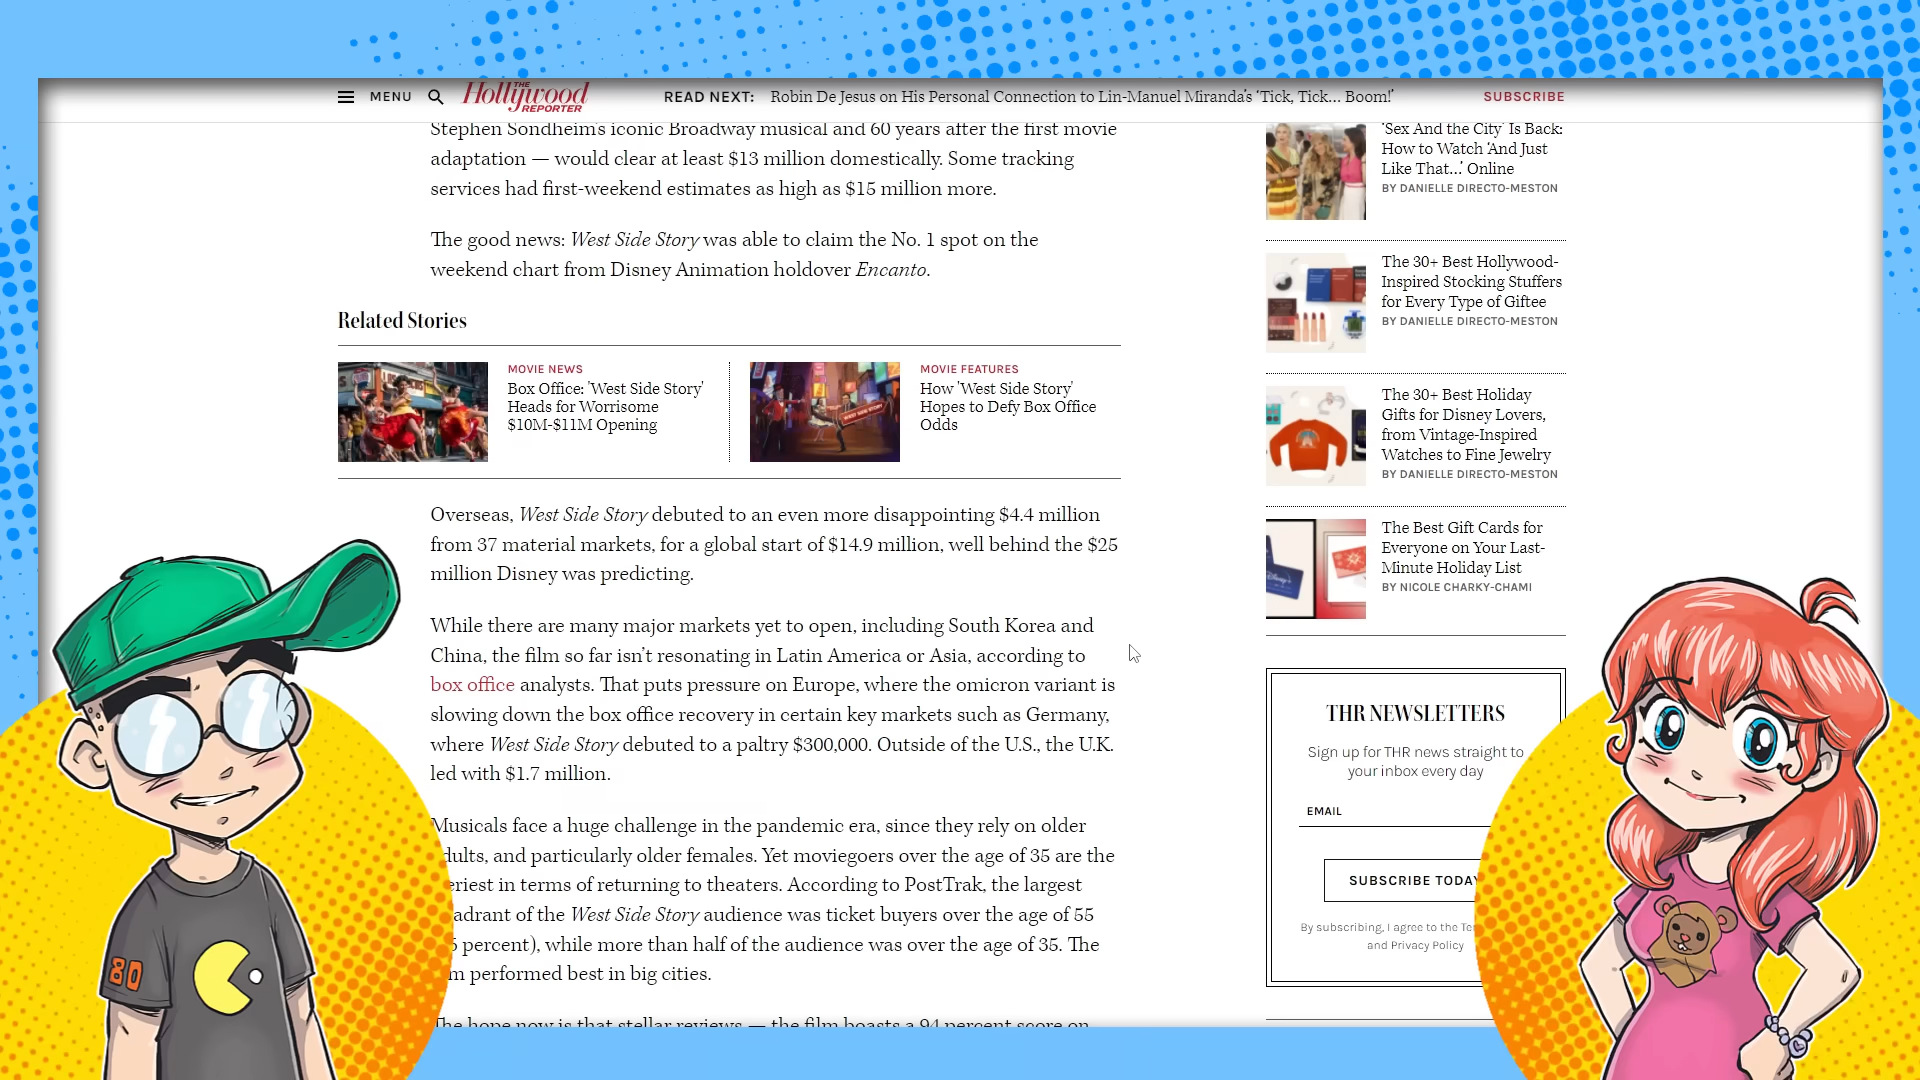 MENU
THE
Hollywood
REPORTER
READ NEXT: Robin De Jesus on His Personal Connection to Lin-Manuel Miranda's 'Tick, Tick... Boom!'
SUBSCRIBE
Stephen Sondheim's iconic Broadway musical and 60 years after the first movie
adaptation — would clear at least $13 million domestically. Some tracking
services had first-weekend estimates as high as $15 million more.
The good news: West Side Story was able to claim the No. 1 spot on the
weekend chart from Disney Animation holdover Encanto.
Related Stories
MOVIE NEWS
Box Office: 'West Side Story'
Heads for Worrisome
$10M-$11M Opening
MOVIE FEATURES
How 'West Side Story'
Hopes to Defy Box Office
Odds
Overseas, West Side Story debuted to an even more disappointing $4.4 million
from 37 material markets, for a global start of $14.9 million, well behind the $25
million Disney was predicting.
While there are many major markets yet to open, including South Korea and
China, the film so far isn't resonating in Latin America or Asia, according to
box office analysts. That puts pressure on Europe, where the omicron variant is
slowing down the box office recovery in certain key markets such as Germany,
where West Side Story debuted to a paltry $300,000. Outside of the U.S., the U.K.
led with $1.7 million.
Musicals face a huge challenge in the pandemic era, since they rely on older
dults, and particularly older females. Yet moviegoers over the age of 35 are the
eriest in terms of returning to theaters. According to PostTrak, the largest
adrant of the West Side Story audience was ticket buyers over the age of 55
5 percent), while more than half of the audience was over the age of 35. The
m performed best in big cities.
The hope now is that stellar reviews — the film boasts a 94 percent score on
'Sex And the City' Is Back:
How to Watch 'And Just
Like That...' Online
BY DANIELLE DIRECTO-MESTON
The 30+ Best Hollywood-
Inspired Stocking Stuffers
for Every Type of Giftee
BY DANIELLE DIRECTO-MESTON
The 30+ Best Holiday
Gifts for Disney Lovers,
from Vintage-Inspired
Watches to Fine Jewelry
BY DANIELLE DIRECTO-MESTON
The Best Gift Cards for
Everyone on Your Last-
Minute Holiday List
BY NICOLE CHARKY-CHAMI
THR NEWSLETTERS
Sign up for THR news straight to
your inbox every day
EMAIL
SUBSCRIBE TODAY
By subscribing, I agree to the Ter
and Privacy Policy
80